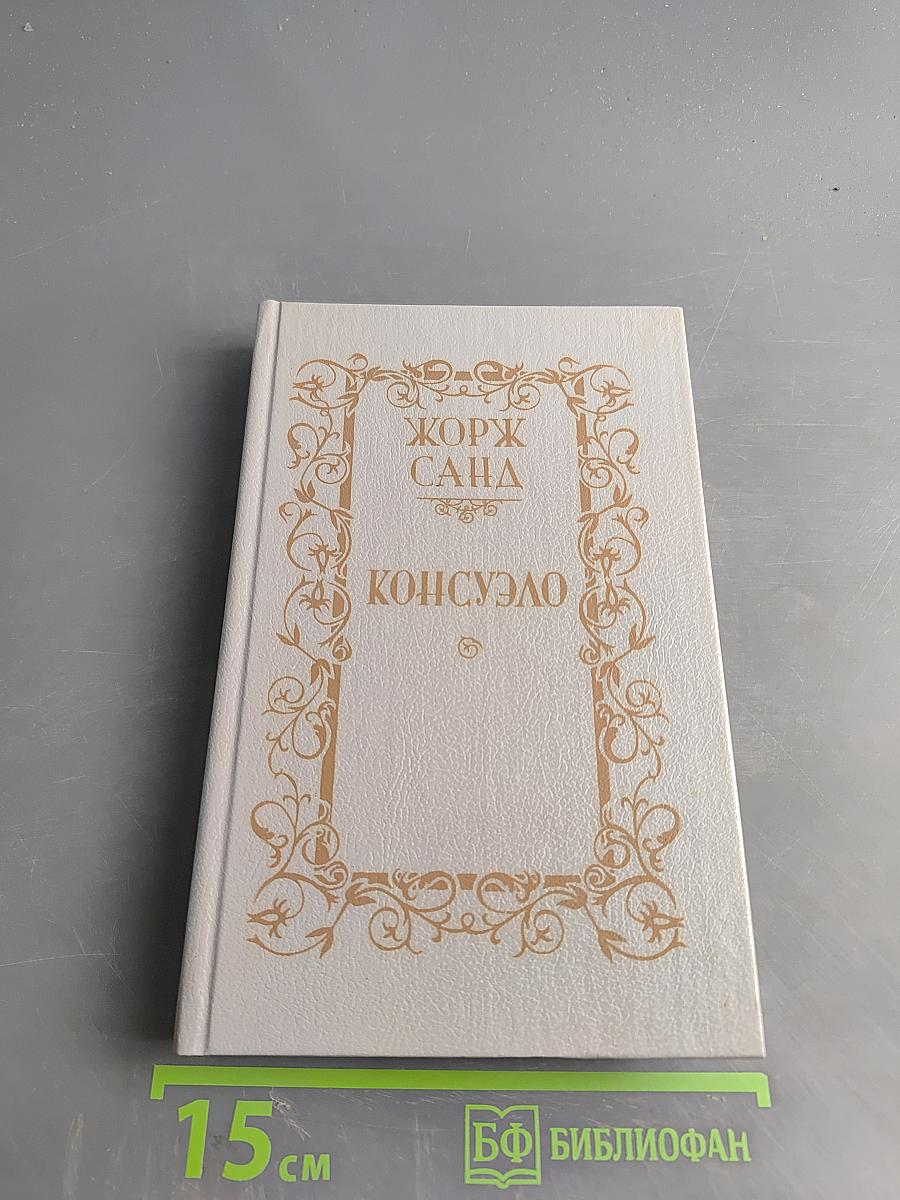 ЖОРЖ
САНД
КОНСУЭЛО
15 см
БФ БИБЛИОФАН